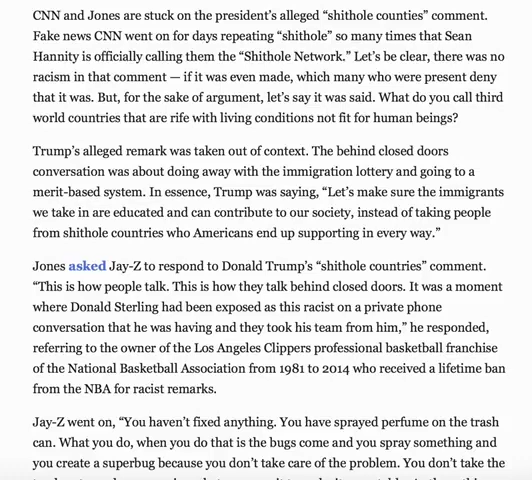 CNN and Jones are stuck on the president's alleged “shithole counties” comment.
Fake news CNN went on for days repeating “shithole” so many times that Sean
Hannity is officially calling them the “Shithole Network.” Let's be clear, there was no
racism in that comment — if it was even made, which many who were present deny
that it was. But, for the sake of argument, let's say it was said. What do you call third
world countries that are rife with living conditions not fit for human beings?
Trump's alleged remark was taken out of context. The behind closed doors
conversation was about doing away with the immigration lottery and going to a
merit-based system. In essence, Trump was saying, “Let's make sure the immigrants
we take in are educated and can contribute to our society, instead of taking people
from shithole countries who Americans end up supporting in every way.”
Jones asked Jay-Z to respond to Donald Trump's “shithole countries” comment.
“This is how people talk. This is how they talk behind closed doors. It was a moment
where Donald Sterling had been exposed as this racist on a private phone
conversation that he was having and they took his team from him,” he responded,
referring to the owner of the Los Angeles Clippers professional basketball franchise
of the National Basketball Association from 1981 to 2014 who received a lifetime ban
from the NBA for racist remarks.
Jay-Z went on, “You haven't fixed anything. You have sprayed perfume on the trash
can. What you do, when you do that is the bugs come and you spray something and
you create a superbug because you don't take care of the problem. You don't take the